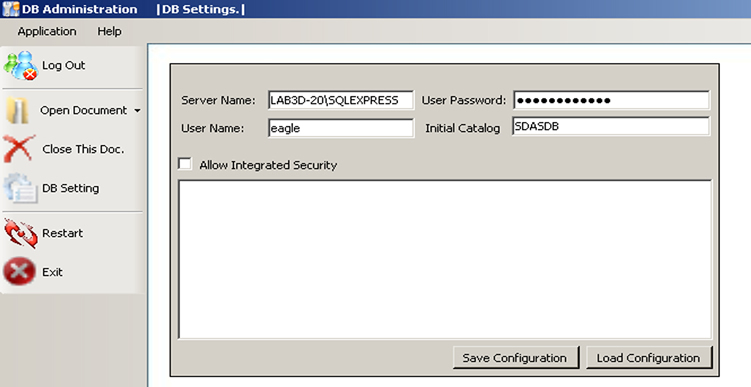 DB Administration |DB Settings.|
Application Help
Log Out
Open Document
Close This Doc.
DB Setting
Restart
Exit
Server Name: LAB3D-20\SQLEXPRESS User Password: ●●●●●●●●●●●●
User Name: eagle Initial Catalog SDASDB
Allow Integrated Security
Save Configuration Load Configuration